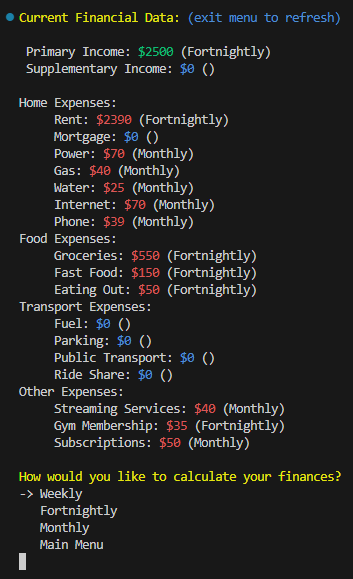 Current Financial Data: (exit menu to refresh)
Primary Income: $2500 (Fortnightly)
Supplementary Income: $0 ()
Home Expenses:
Rent: $2390 (Fortnightly)
Mortgage: $0 ()
Power: $70 (Monthly)
Gas: $40 (Monthly)
Water: $25 (Monthly)
Internet: $70 (Monthly)
Phone: $39 (Monthly)
Food Expenses:
Groceries: $550 (Fortnightly)
Fast Food: $150 (Fortnightly)
Eating Out: $50 (Fortnightly)
Transport Expenses:
Fuel: $0 ()
Parking: $0 ()
Public Transport: $0 ()
Ride Share: $0 ()
Other Expenses:
Streaming Services: $40 (Monthly)
Gym Membership: $35 (Fortnightly)
Subscriptions: $50 (Monthly)
How would you like to calculate your finances?
-> Weekly
Fortnightly
Monthly
Main Menu